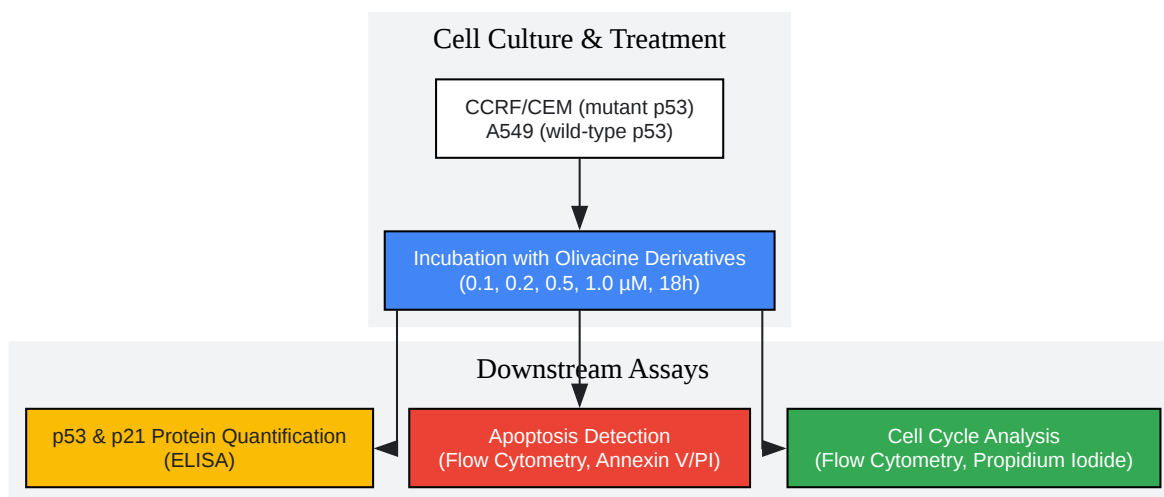 Cell Culture & Treatment
CCRF/CEM (mutant p53)
A549 (wild-type p53)
Incubation with Olivacine Derivatives
(0.1, 0.2, 0.5, 1.0 µM, 18h)
Downstream Assays
p53 & p21 Protein Quantification
(ELISA)
Apoptosis Detection
(Flow Cytometry, Annexin V/PI)
Cell Cycle Analysis
(Flow Cytometry, Propidium Iodide)